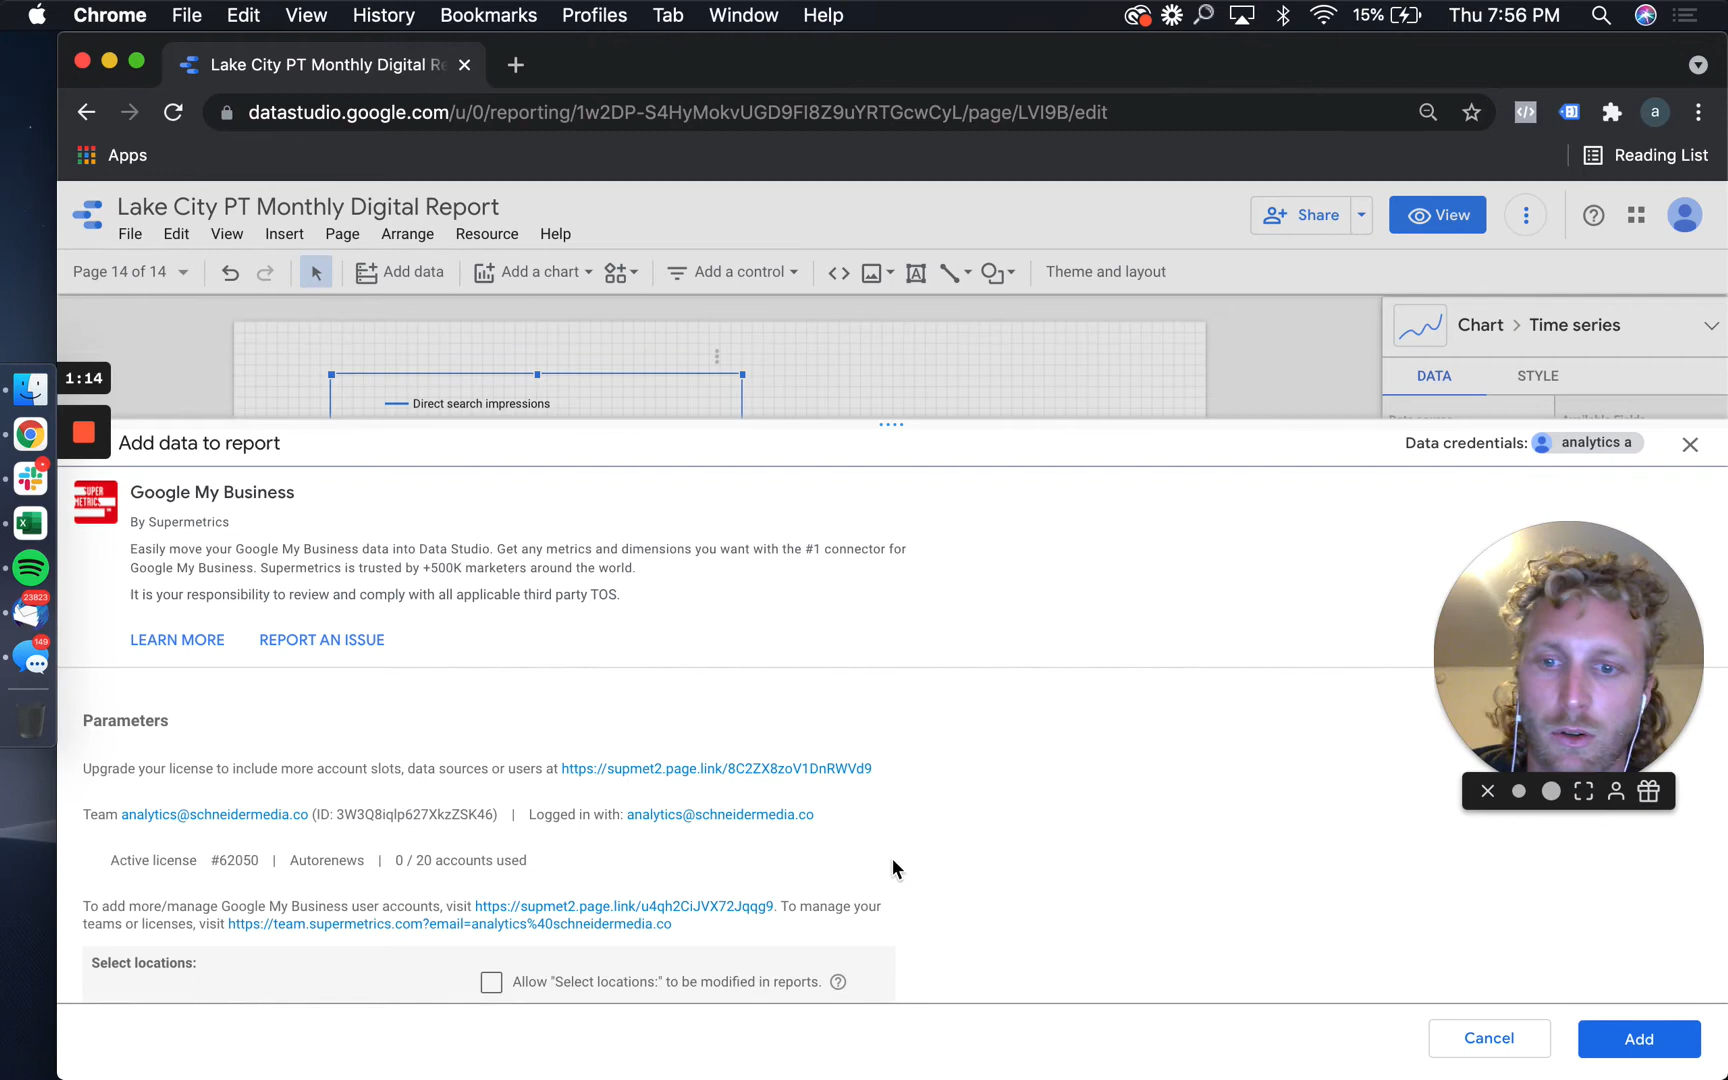 Chrome File Edit View History Bookmarks Profiles Tab Window Help 15% Thu 7:56 PM
Lake City PT Monthly Digital Re
datastudio.google.com/u/0/reporting/1w2DP-S4HyMokvUGD9FI8Z9uYRTGcwCyL/page/LVI9B/edit a
Apps Reading List
Lake City PT Monthly Digital Report
Share View
File Edit View Insert Page Arrange Resource Help
Page 14 of 14 Add data Add a chart Add a control Theme and layout
Chart > Time series
DATA STYLE
1:14
Direct search impressions
Add data to report
Data credentials: analytics a
SUPER METRICS
Google My Business
By Supermetrics
Easily move your Google My Business data into Data Studio. Get any metrics and dimensions you want with the #1 connector for
Google My Business. Supermetrics is trusted by +500K marketers around the world.
It is your responsibility to review and comply with all applicable third party TOS.
23823
149
LEARN MORE REPORT AN ISSUE
Parameters
Upgrade your license to include more account slots, data sources or users at https://supmet2.page.link/8C2ZX8zoV1DnRWVd9
Team analytics@schneidermedia.co (ID: 3W3Q8iqlp627XkzZSK46) | Logged in with: analytics@schneidermedia.co
Active license #62050 | Autorenews | 0 / 20 accounts used
To add more/manage Google My Business user accounts, visit https://supmet2.page.link/u4qh2CiJVX72Jqqg9. To manage your
teams or licenses, visit https://team.supermetrics.com?email=analytics%40schneidermedia.co
Select locations:
Allow "Select locations:" to be modified in reports.
Cancel Add